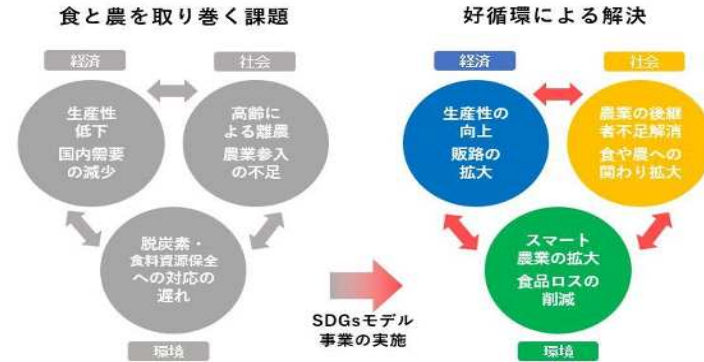 食と農を取り巻く課題
経済
社会
生産性
低下
国内需要
の減少
高齢に
よる離農
農業参入
の不足
脱炭素・
食料資源保全
への対応の
遅れ
環境
SDGsモデル
事業の実施
好循環による解決
経済
社会
生産性の
向上
販路の
拡大
農業の後継
者不足解消
食や農への
関わり拡大
スマート
農業の拡大
食品ロスの
削減
環境